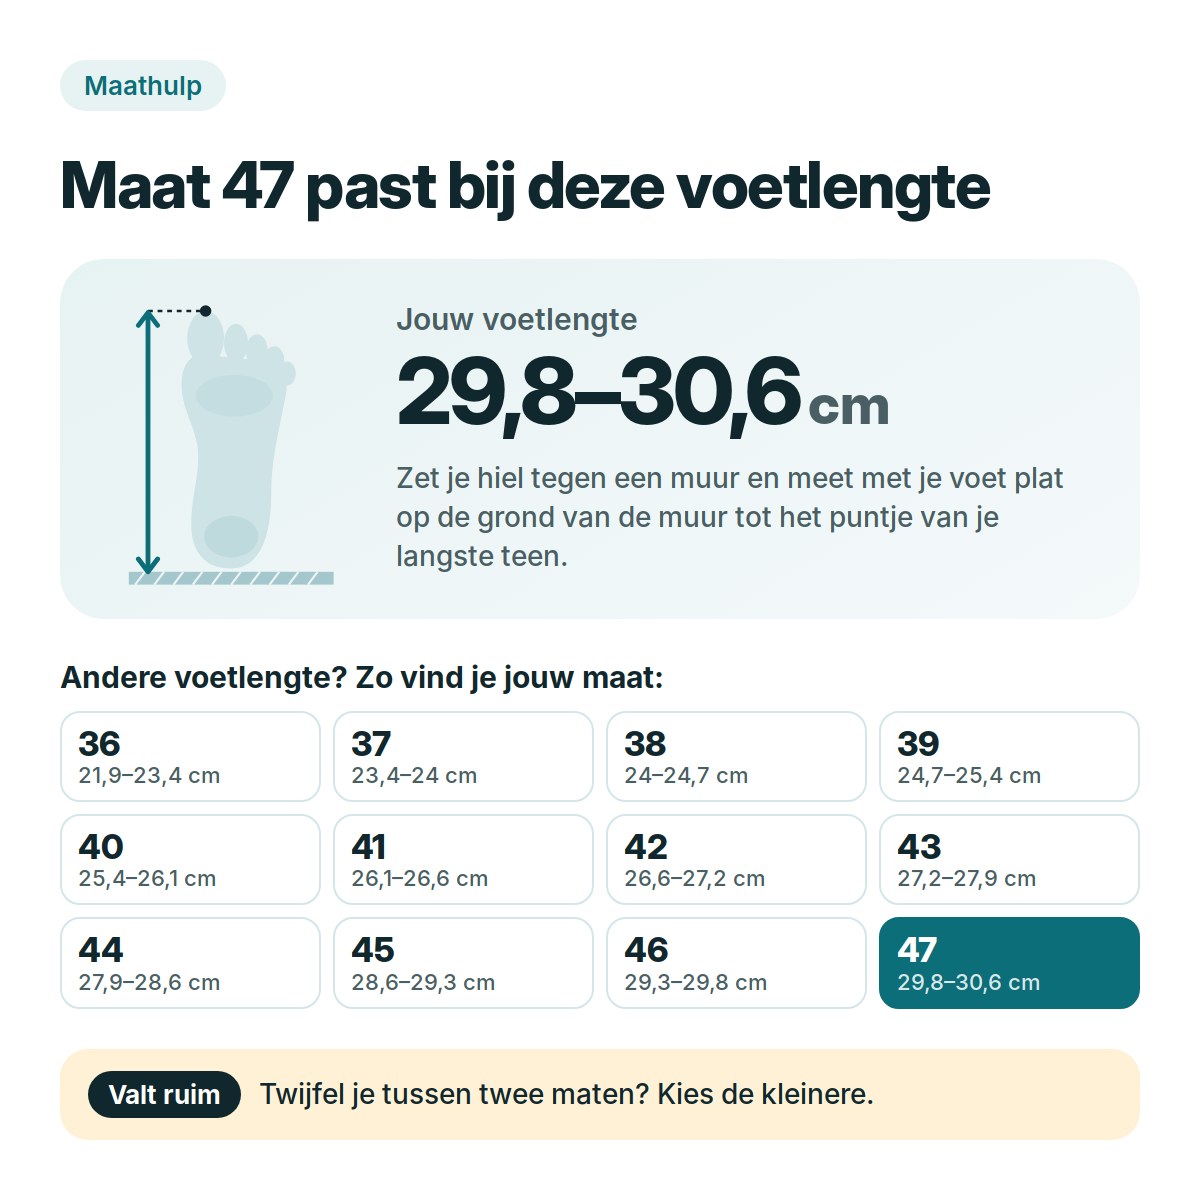 Maathulp
Maat 47 past bij deze voetlengte
Jouw voetlengte
29,8–30,6 cm
Zet je hiel tegen een muur en meet met je voet plat
op de grond van de muur tot het puntje van je
langste teen.
Andere voetlengte? Zo vind je jouw maat:
36
21,9–23,4 cm
37
23,4–24 cm
38
24–24,7 cm
39
24,7–25,4 cm
40
25,4–26,1 cm
41
26,1–26,6 cm
42
26,6–27,2 cm
43
27,2–27,9 cm
44
27,9–28,6 cm
45
28,6–29,3 cm
46
29,3–29,8 cm
47
29,8–30,6 cm
Valt ruim Twijfel je tussen twee maten? Kies de kleinere.